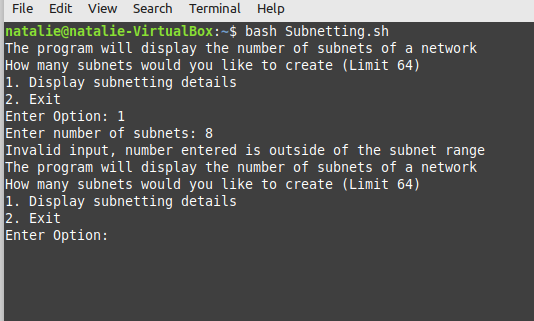 File Edit View Search Terminal Help
natalie@natalie-VirtualBox:~$ bash Subnetting.sh
The program will display the number of subnets of a network
How many subnets would you like to create (Limit 64)
1. Display subnetting details
2. Exit
Enter Option: 1
Enter number of subnets: 8
Invalid input, number entered is outside of the subnet range
The program will display the number of subnets of a network
How many subnets would you like to create (Limit 64)
1. Display subnetting details
2. Exit
Enter Option: